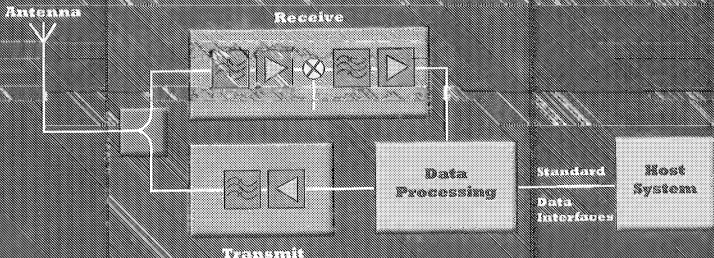 Antenna
Receive
Data
Processing
Standard
Data
Interfaces
Host
System
Transmit